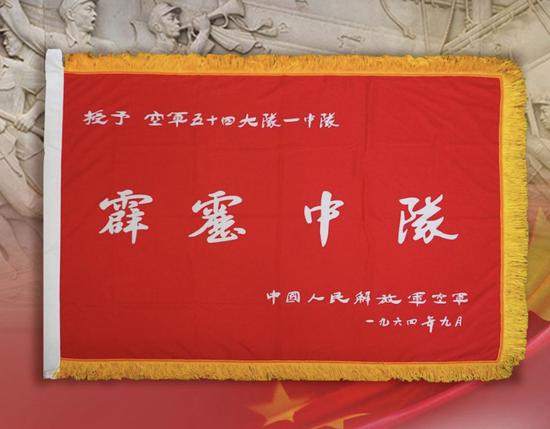 授予 空軍五十四大隊一中隊
霹靂中隊
中國人民解放軍空軍
一九六四年九月